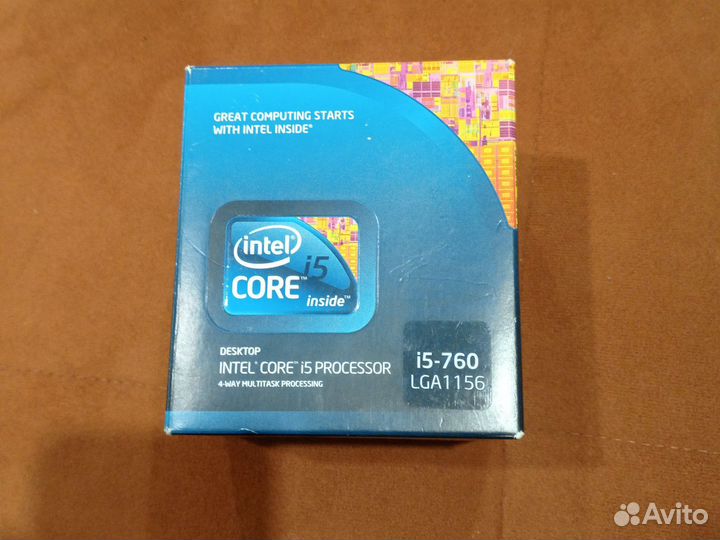 GREAT COMPUTING STARTS
WITH INTEL INSIDE®
intel®
i5
CORE™
inside™
DESKTOP
INTEL® CORE™ i5 PROCESSOR
4-WAY MULTITASK PROCESSING
i5-760
LGA1156
Avito